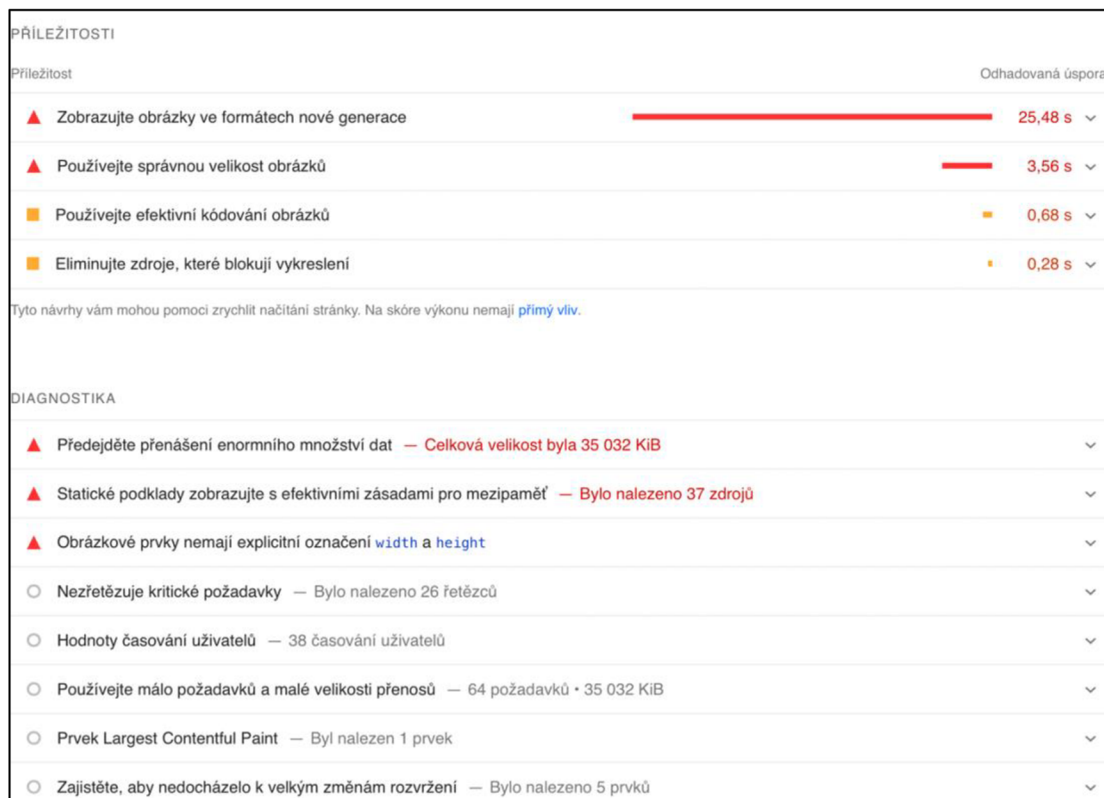 PŘÍLEŽITOSTI
Příležitost Odhadovaná úspora
Zobrazujte obrázky ve formátech nové generace 25,48 s
Používejte správnou velikost obrázků 3,56 s
Používejte efektivní kódování obrázků 0,68 s
Eliminujte zdroje, které blokují vykreslení 0,28 s
Tyto návrhy vám mohou pomoci zrychlit načítání stránky. Na skóre výkonu nemají přímý vliv.
DIAGNOSTIKA
Předejděte přenášení enormního množství dat — Celková velikost byla 35 032 KiB
Statické podklady zobrazujte s efektivními zásadami pro mezipaměť — Bylo nalezeno 37 zdrojů
Obrázkové prvky nemají explicitní označení width a height
Nezřetězuje kritické požadavky — Bylo nalezeno 26 řetězců
Hodnoty časování uživatelů — 38 časování uživatelů
Používejte málo požadavků a malé velikosti přenosů — 64 požadavků • 35 032 KiB
Prvek Largest Contentful Paint — Byl nalezen 1 prvek
Zajistěte, aby nedocházelo k velkým změnám rozvržení — Bylo nalezeno 5 prvků